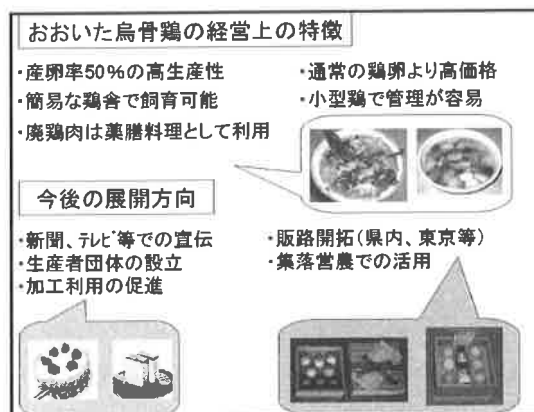 おおいた烏骨鶏の経営上の特徴
・産卵率50％の高生産性
・簡易な鶏舎で飼育可能
・廃鶏肉は薬膳料理として利用
・通常の鶏卵より高価格
・小型鶏で管理が容易
今後の展開方向
・新聞、テレビ等での宣伝
・生産者団体の設立
・加工利用の促進
・販路開拓（県内、東京等）
・集落営農での活用